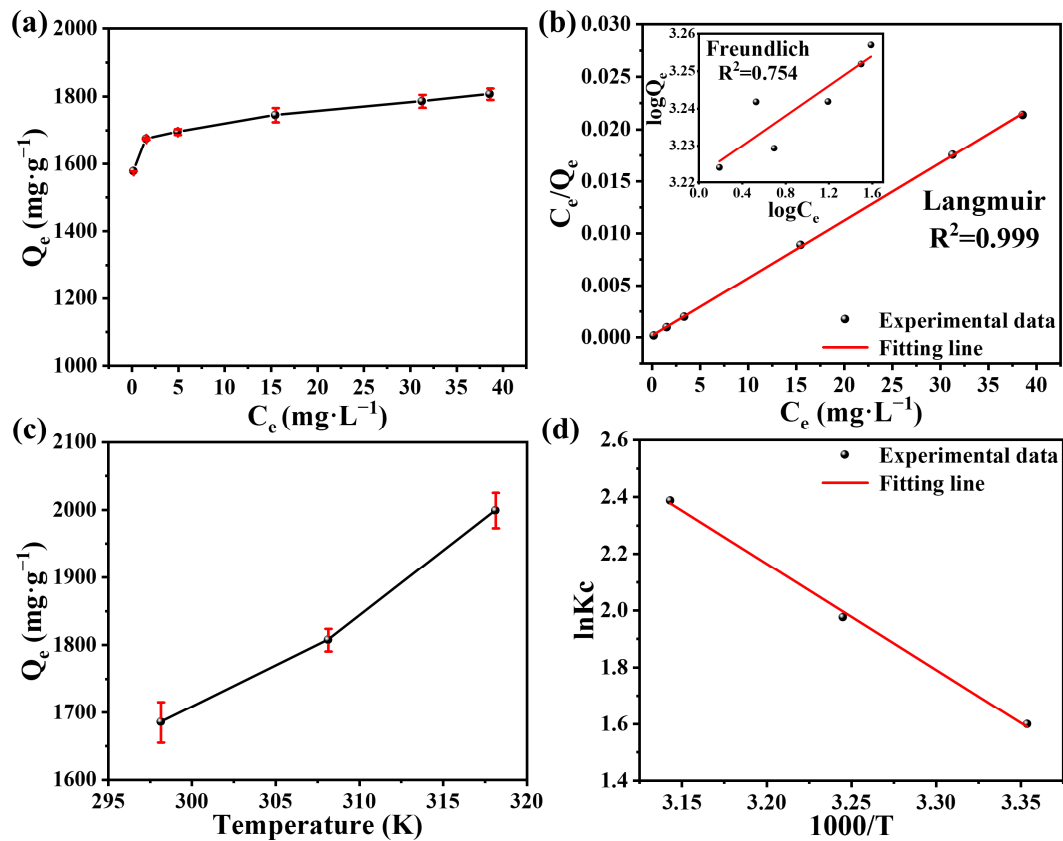 (a)
2000
1800
1600
1400
1200
1000
Qₑ (mg·g⁻¹)
0 5 10 15 20 25 30 35 40
Cₑ (mg·L⁻¹)
(b)
0.030
0.025
0.020
0.015
0.010
0.005
0.000
Cₑ/Qₑ
3.26
3.25
3.24
3.23
3.22
logQₑ
Freundlich
R²=0.754
0.0 0.4 0.8 1.2 1.6
logCₑ
Langmuir
R²=0.999
Experimental data
Fitting line
0 5 10 15 20 25 30 35 40
Cₑ (mg·L⁻¹)
(c)
2100
2000
1900
1800
1700
1600
Qₑ (mg·g⁻¹)
295 300 305 310 315 320
Temperature (K)
(d)
2.6
2.4
2.2
2.0
1.8
1.6
1.4
lnKc
Experimental data
Fitting line
3.15 3.20 3.25 3.30 3.35
1000/T